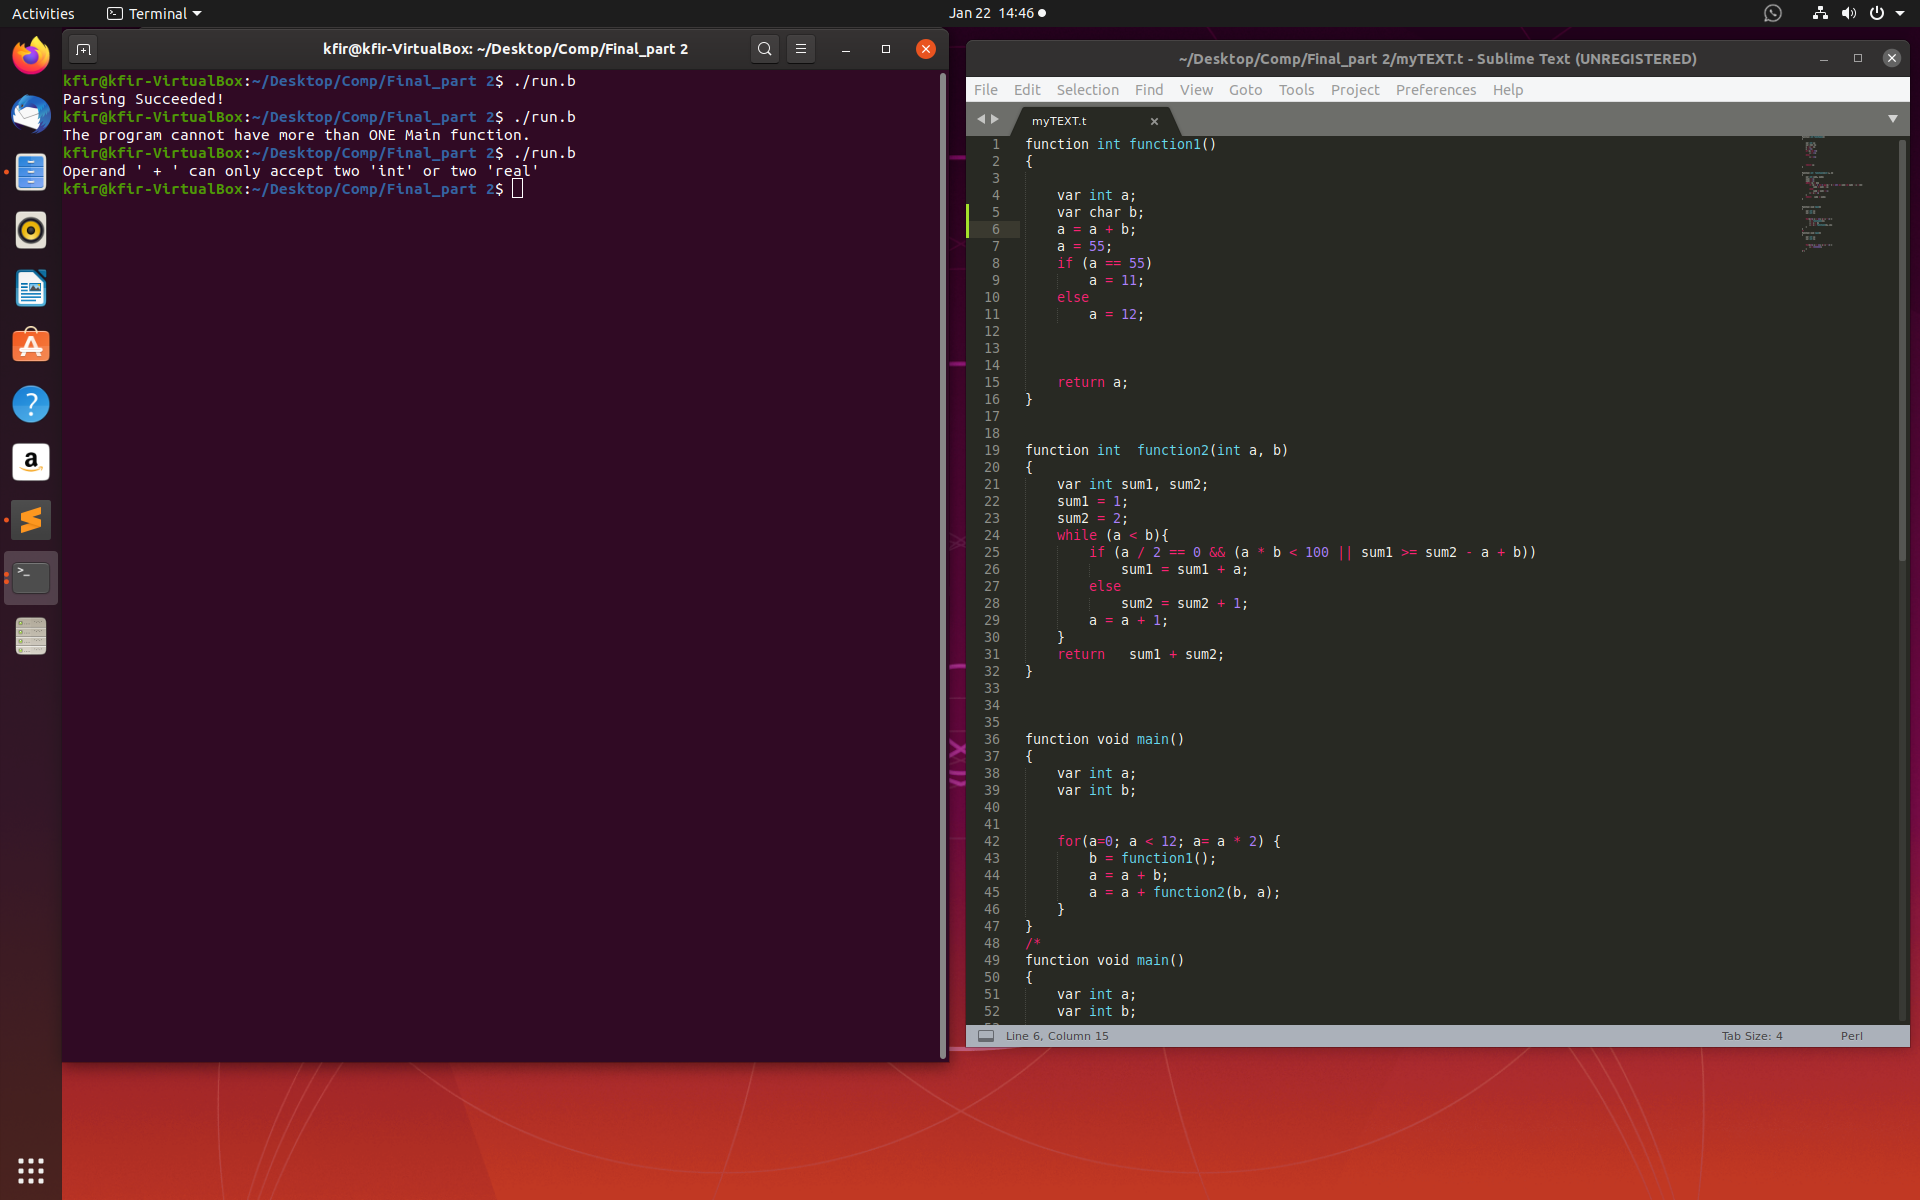 Activities
Terminal
Jan 22 14:46
kfir@kfir-VirtualBox: ~/Desktop/Comp/Final_part 2
kfir@kfir-VirtualBox:~/Desktop/Comp/Final_part 2$ ./run.b
Parsing Succeeded!
kfir@kfir-VirtualBox:~/Desktop/Comp/Final_part 2$ ./run.b
The program cannot have more than ONE Main function.
kfir@kfir-VirtualBox:~/Desktop/Comp/Final_part 2$ ./run.b
Operand ' + ' can only accept two 'int' or two 'real'
kfir@kfir-VirtualBox:~/Desktop/Comp/Final_part 2$
~/Desktop/Comp/Final_part 2/myTEXT.t - Sublime Text (UNREGISTERED)
File Edit Selection Find View Goto Tools Project Preferences Help
myTEXT.t
1 function int function1()
2 {
3
4 var int a;
5 var char b;
6 a = a + b;
7 a = 55;
8 if (a == 55)
9 a = 11;
10 else
11 a = 12;
12
13
14
15 return a;
16 }
17
18
19 function int  function2(int a, b)
20 {
21 var int sum1, sum2;
22 sum1 = 1;
23 sum2 = 2;
24 while (a < b){
25 if (a / 2 == 0 && (a * b < 100 || sum1 >= sum2 - a + b))
26 sum1 = sum1 + a;
27 else
28 sum2 = sum2 + 1;
29 a = a + 1;
30 }
31 return   sum1 + sum2;
32 }
33
34
35
36 function void main()
37 {
38 var int a;
39 var int b;
40
41
42 for(a=0; a < 12; a= a * 2) {
43 b = function1();
44 a = a + b;
45 a = a + function2(b, a);
46 }
47 }
48 /*
49 function void main()
50 {
51 var int a;
52 var int b;
Line 6, Column 15
Tab Size: 4
Perl